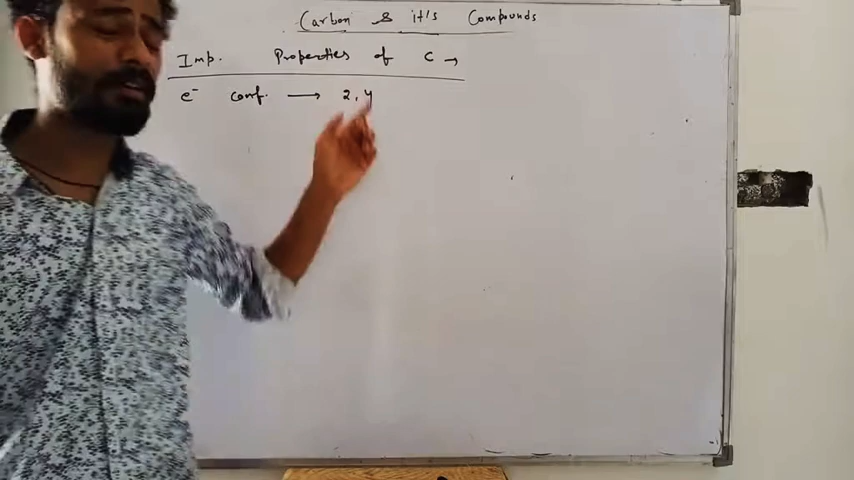 Carbon & it's Compounds
Imp. Properties of C →
e⁻ conf. → 2, 4